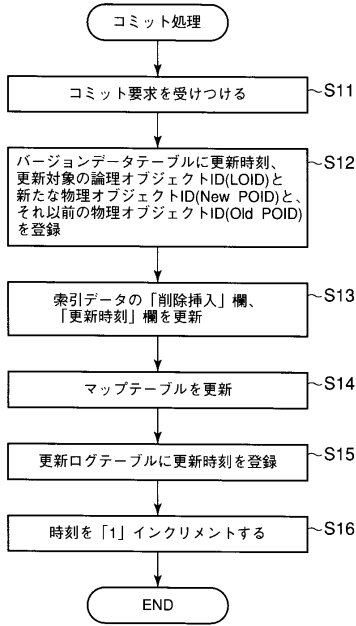 コミット処理
コミット要求を受けつける
~S11
バージョンデータテーブルに更新時刻、
更新対象の論理オブジェクトID(LOID)と
新たな物理オブジェクトID(New POID)と、
それ以前の物理オブジェクトID(Old POID)
を登録
~S12
索引データの「削除挿入」欄、
「更新時刻」欄を更新
~S13
マップテーブルを更新
~S14
更新ログテーブルに更新時刻を登録
~S15
時刻を「1」インクリメントする
~S16
END